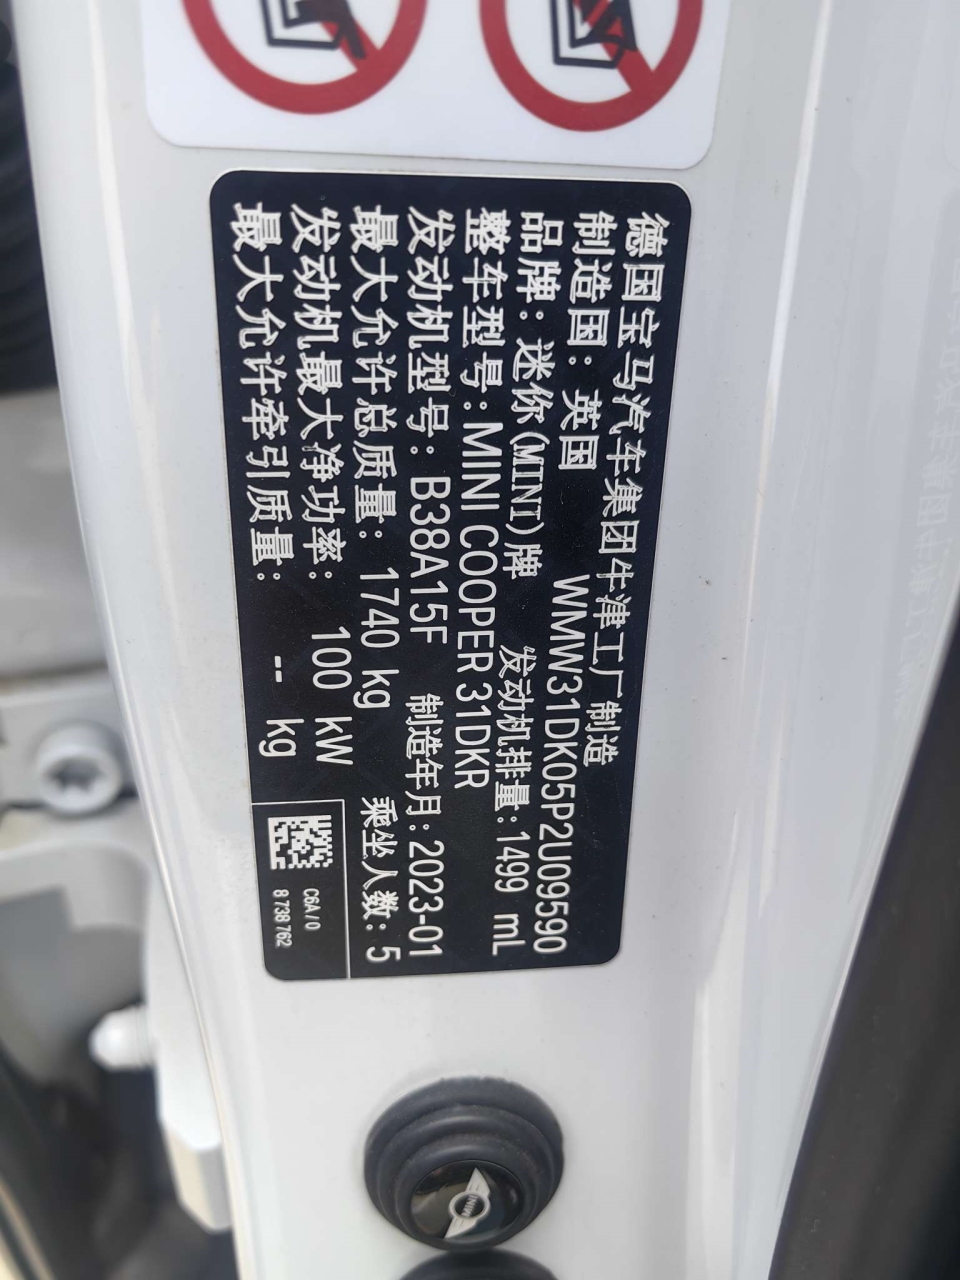 德国宝马汽车集团牛津工厂制造
制造国：英国 WMW31DK05P2U09590
品牌：迷你(MINI)牌 发动机排量：1499 mL
整车型号：MINI COOPER 31DKR
发动机型号：B38A15F 制造年月：2023-01
最大允许总质量：1740 kg 乘坐人数：5
发动机最大净功率：100 kW
最大允许牵引质量：-- kg
C6A/0
8 738 762
MINI